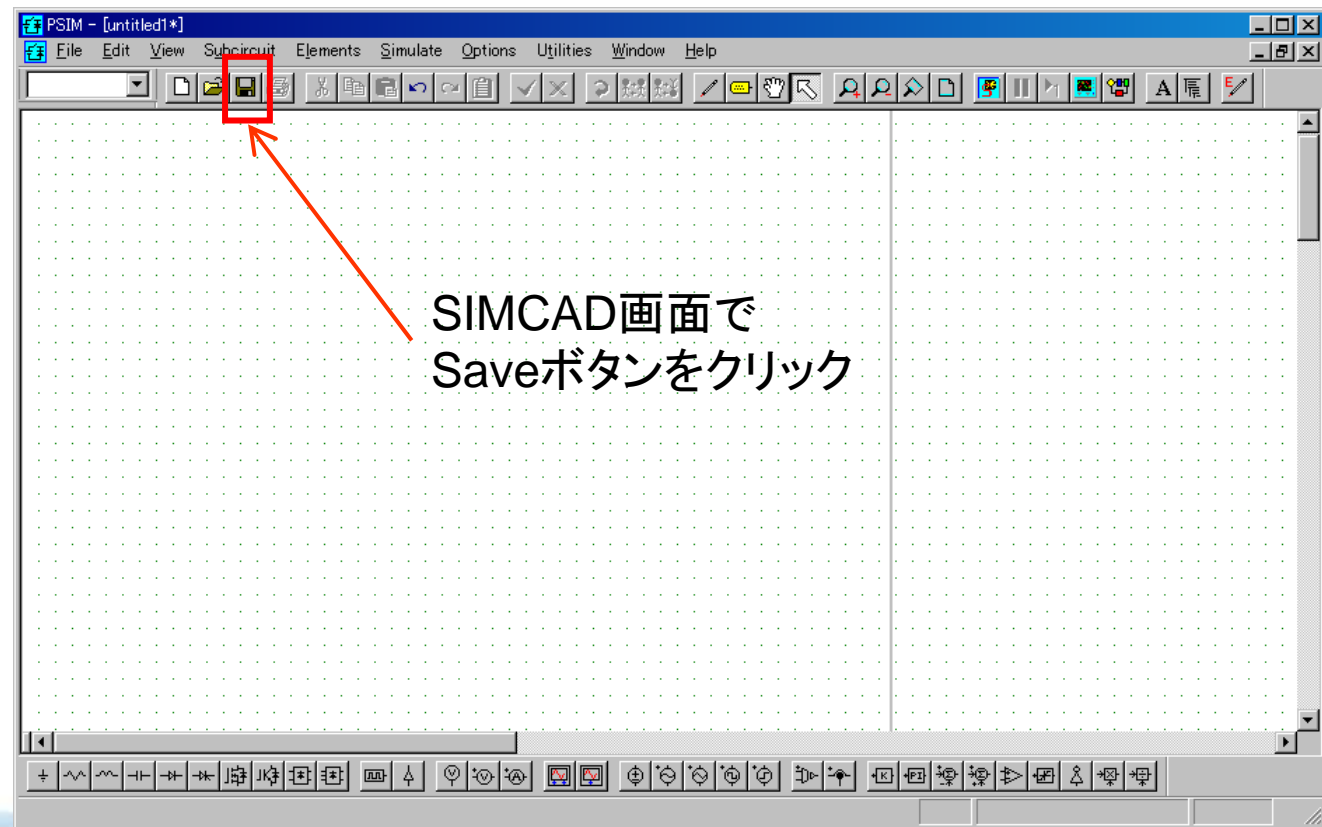 PSIM - [untitled1*]
File Edit View Subcircuit Elements Simulate Options Utilities Window Help
A E
SIMCAD画面で
Saveボタンをクリック
V V A K PI